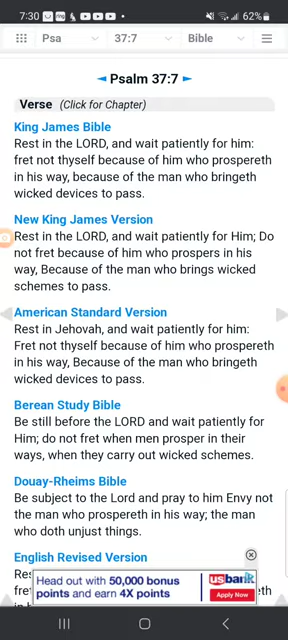 7:30
62%
Psa 37:7 Bible
Psalm 37:7
Verse (Click for Chapter)
King James Bible
Rest in the LORD, and wait patiently for him:
fret not thyself because of him who prospereth
in his way, because of the man who bringeth
wicked devices to pass.
New King James Version
Rest in the LORD, and wait patiently for Him; Do
not fret because of him who prospers in his
way, Because of the man who brings wicked
schemes to pass.
American Standard Version
Rest in Jehovah, and wait patiently for him:
Fret not thyself because of him who prospereth
in his way, Because of the man who bringeth
wicked devices to pass.
Berean Study Bible
Be still before the LORD and wait patiently for
Him; do not fret when men prosper in their
ways, when they carry out wicked schemes.
Douay-Rheims Bible
Be subject to the Lord and pray to him Envy not
the man who prospereth in his way; the man
who doth unjust things.
English Revised Version
Head out with 50,000 bonus
points and earn 4X points
usbank
Apply Now